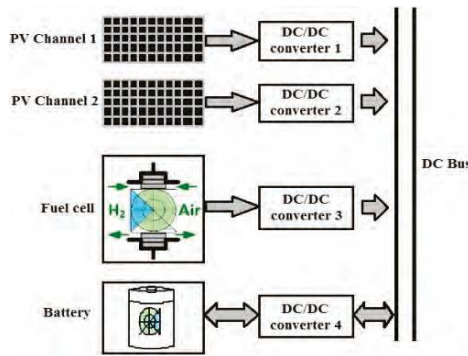 PV Channel 1
DC/DC
converter 1
PV Channel 2
DC/DC
converter 2
DC Bus
Fuel cell
H2
Air
DC/DC
converter 3
Battery
DC/DC
converter 4